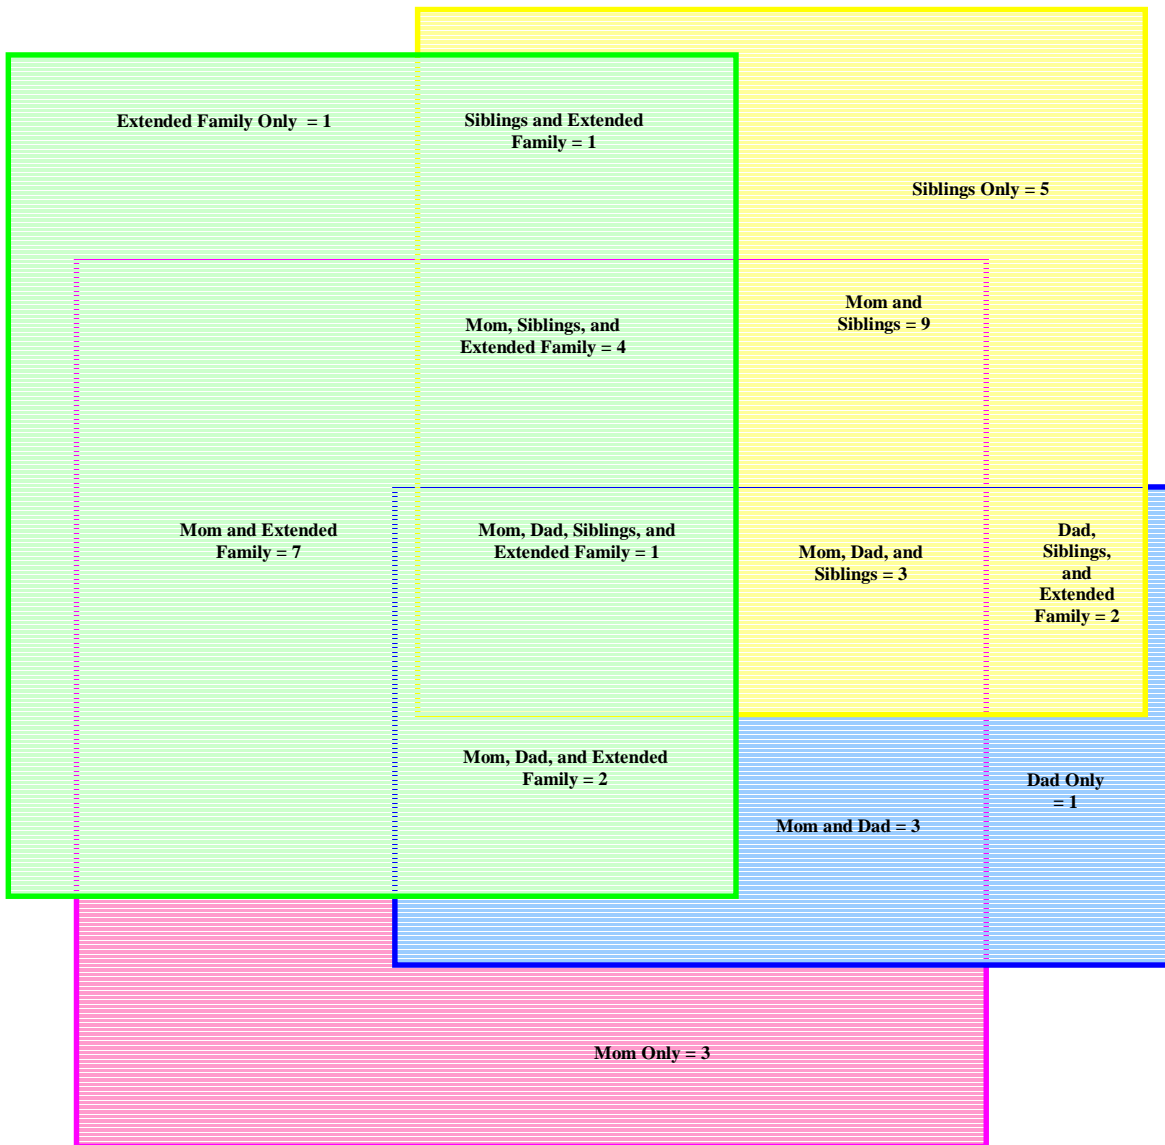 Extended Family Only  = 1
Siblings and Extended
Family = 1
Siblings Only = 5
Mom and
Siblings = 9
Mom, Siblings, and
Extended Family = 4
Mom and Extended
Family = 7
Mom, Dad, Siblings, and
Extended Family = 1
Mom, Dad, and
Siblings = 3
Dad,
Siblings,
and
Extended
Family = 2
Mom, Dad, and Extended
Family = 2
Dad Only
= 1
Mom and Dad = 3
Mom Only = 3